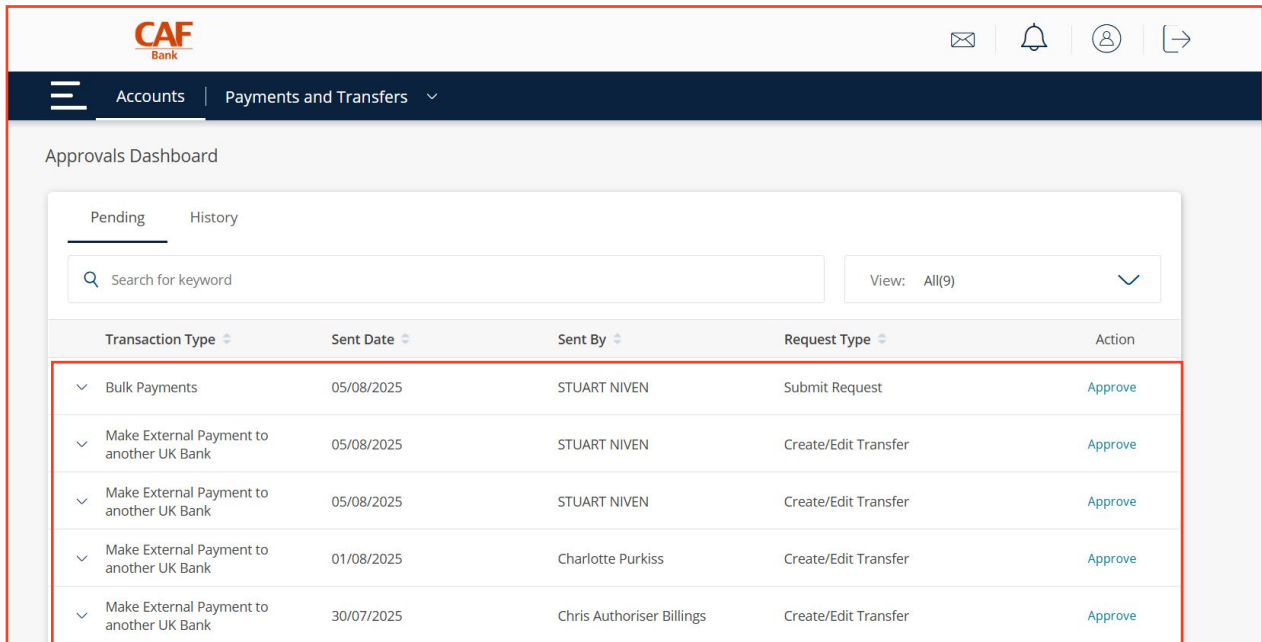 CAF
Bank
Accounts | Payments and Transfers
Approvals Dashboard
Pending History
Search for keyword View: All(9)
Transaction Type Sent Date Sent By Request Type Action
Bulk Payments 05/08/2025 STUART NIVEN Submit Request Approve
Make External Payment to
another UK Bank 05/08/2025 STUART NIVEN Create/Edit Transfer Approve
Make External Payment to
another UK Bank 05/08/2025 STUART NIVEN Create/Edit Transfer Approve
Make External Payment to
another UK Bank 01/08/2025 Charlotte Purkiss Create/Edit Transfer Approve
Make External Payment to
another UK Bank 30/07/2025 Chris Authoriser Billings Create/Edit Transfer Approve